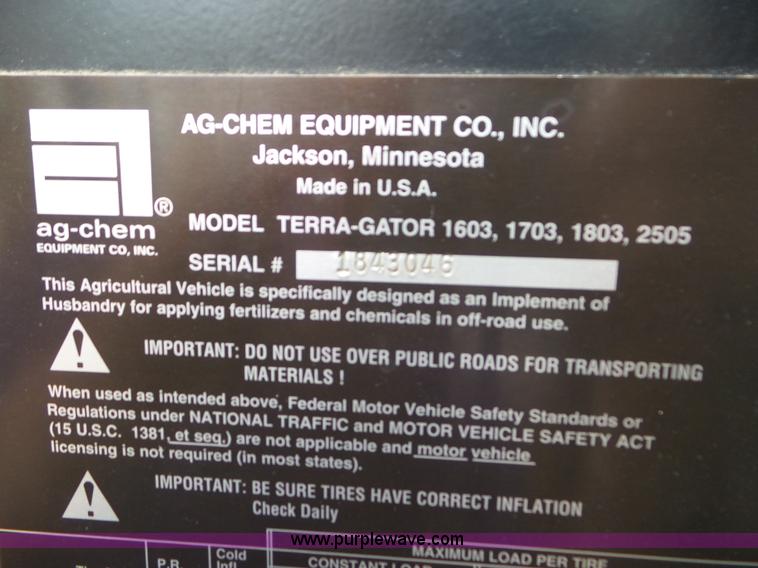 AG-CHEM EQUIPMENT CO., INC.
Jackson, Minnesota
Made in U.S.A.
ag-chem ®
EQUIPMENT CO, INC.
MODEL TERRA-GATOR 1603, 1703, 1803, 2505
SERIAL # 1843046
This Agricultural Vehicle is specifically designed as an Implement of
Husbandry for applying fertilizers and chemicals in off-road use.
IMPORTANT: DO NOT USE OVER PUBLIC ROADS FOR TRANSPORTING
MATERIALS !
When used as intended above, Federal Motor Vehicle Safety Standards or
Regulations under NATIONAL TRAFFIC and MOTOR VEHICLE SAFETY ACT
(15 U.S.C. 1381, et seq.) are not applicable and motor vehicle
licensing is not required (in most states).
IMPORTANT: BE SURE TIRES HAVE CORRECT INFLATION
Check Daily
www.purplewave.com
Cold MAXIMUM LOAD PER TIRE
P.R. Infl. CONSTANT